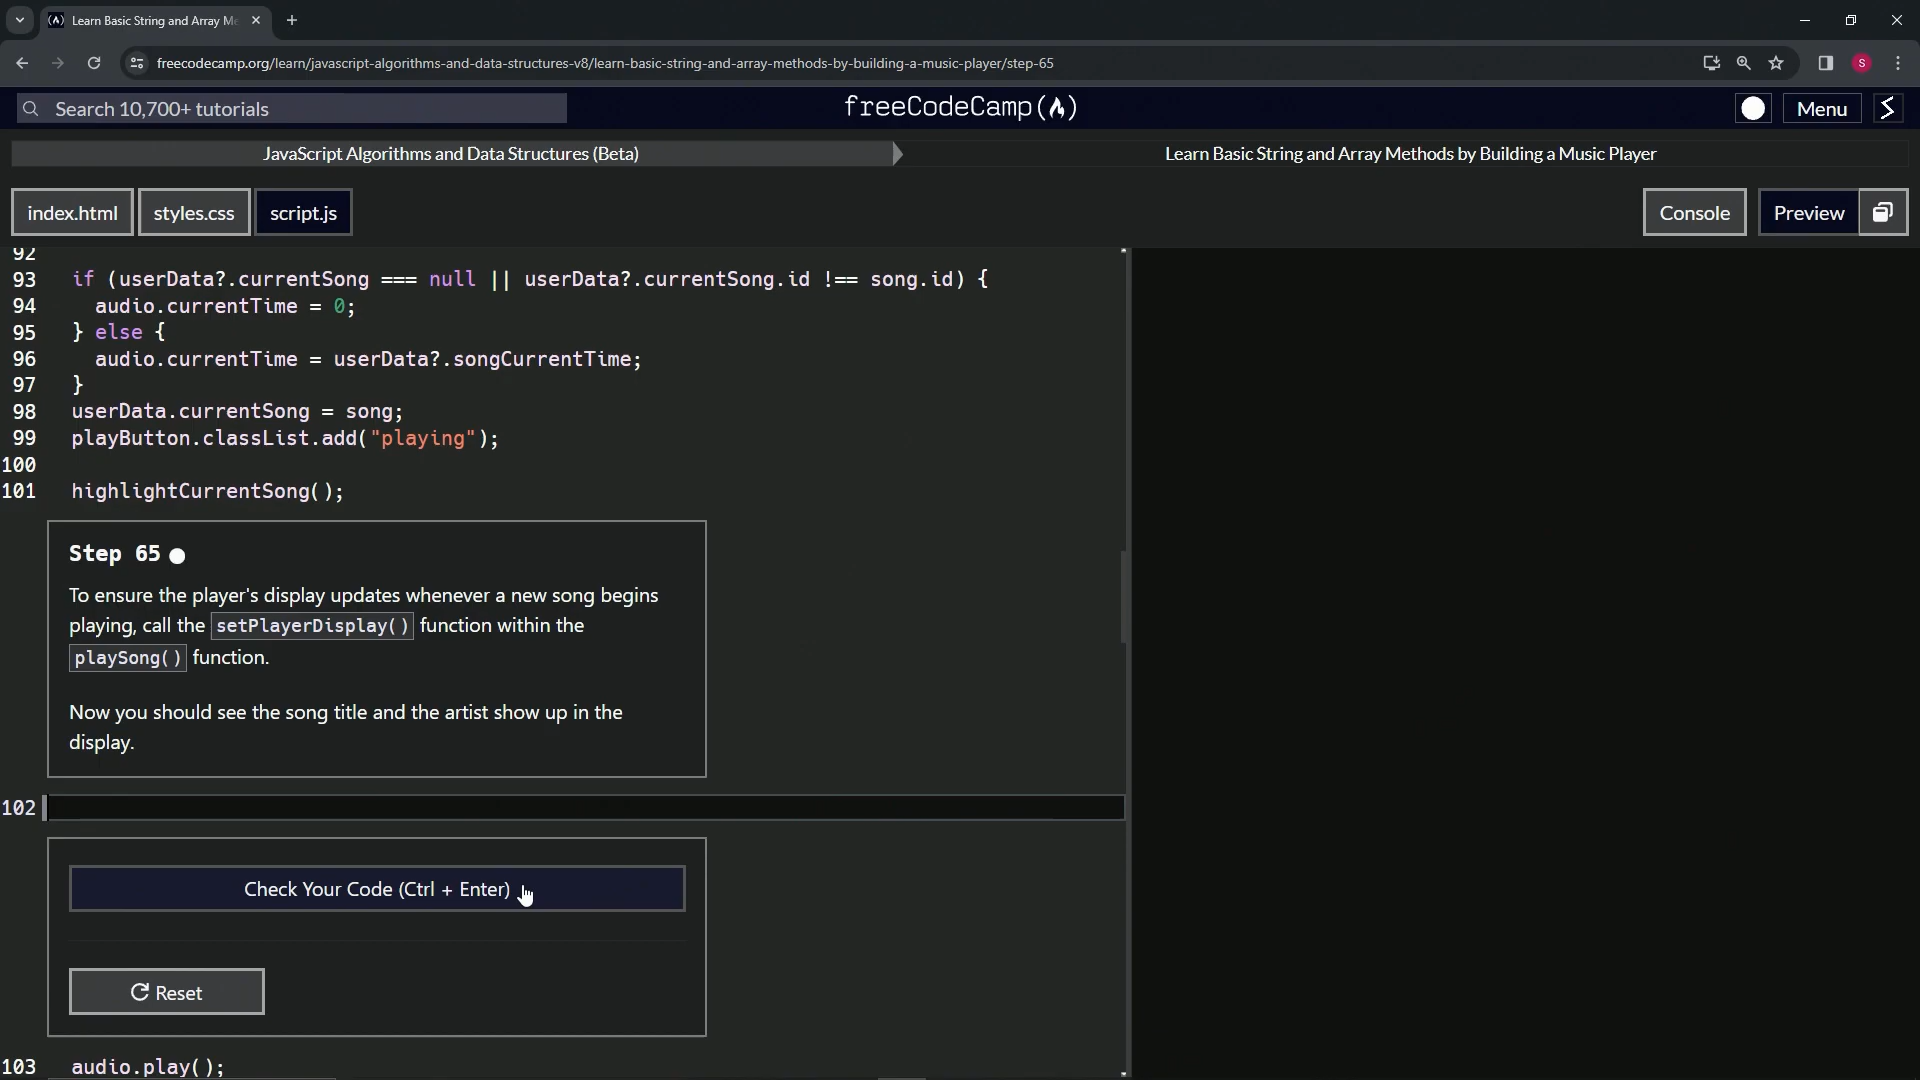 Learn Basic String and Array Me
freecodecamp.org/learn/javascript-algorithms-and-data-structures-v8/learn-basic-string-and-array-methods-by-building-a-music-player/step-65
S
Search 10,700+ tutorials
freeCodeCamp(🔥)
Menu
JavaScript Algorithms and Data Structures (Beta)
Learn Basic String and Array Methods by Building a Music Player
index.html
styles.css
script.js
Console
Preview
92
93 if (userData?.currentSong === null || userData?.currentSong.id !== song.id) {
94 audio.currentTime = 0;
95 } else {
96 audio.currentTime = userData?.songCurrentTime;
97 }
98 userData.currentSong = song;
99 playButton.classList.add("playing");
100
101 highlightCurrentSong();
Step 65
To ensure the player's display updates whenever a new song begins
playing, call the setPlayerDisplay() function within the
playSong() function.
Now you should see the song title and the artist show up in the
display.
102
Check Your Code (Ctrl + Enter)
Reset
103 audio.play();